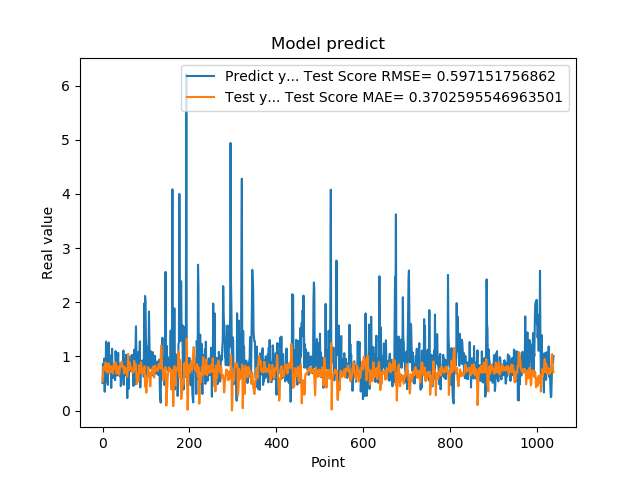 Model predict
Predict y... Test Score RMSE= 0.597151756862
Test y... Test Score MAE= 0.3702595546963501
Real value
6
5
4
3
2
1
0
0 200 400 600 800 1000
Point